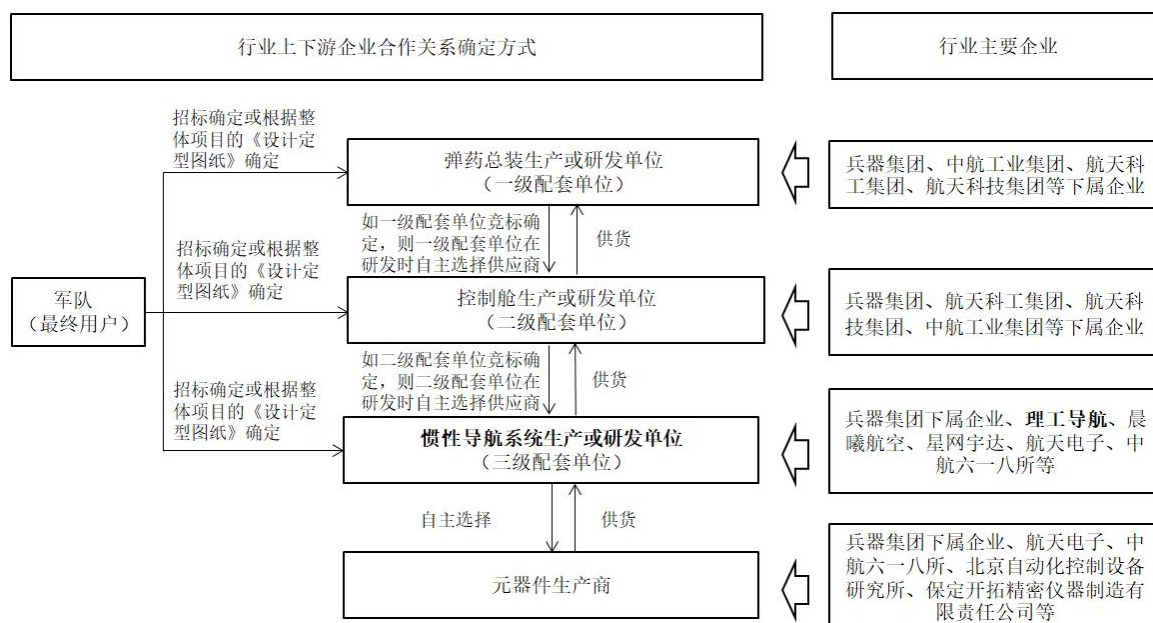 行业上下游企业合作关系确定方式
行业主要企业
招标确定或根据整
体项目的《设计定
型图纸》确定
弹药总装生产或研发单位
（一级配套单位）
兵器集团、中航工业集团、航天科
工集团、航天科技集团等下属企业
如一级配套单位竞标确
定，则一级配套单位在
研发时自主选择供应商
供货
招标确定或根据整
体项目的《设计定
型图纸》确定
军队
（最终用户）
控制舱生产或研发单位
（二级配套单位）
兵器集团、航天科工集团、航天科
技集团、中航工业集团等下属企业
如二级配套单位竞标确
定，则二级配套单位在
研发时自主选择供应商
供货
招标确定或根据整
体项目的《设计定
型图纸》确定
惯性导航系统生产或研发单位
（三级配套单位）
兵器集团下属企业、理工导航、晨
曦航空、星网宇达、航天电子、中
航六一八所等
自主选择
供货
元器件生产商
兵器集团下属企业、航天电子、中
航六一八所、北京自动化控制设备
研究所、保定开拓精密仪器制造有
限责任公司等